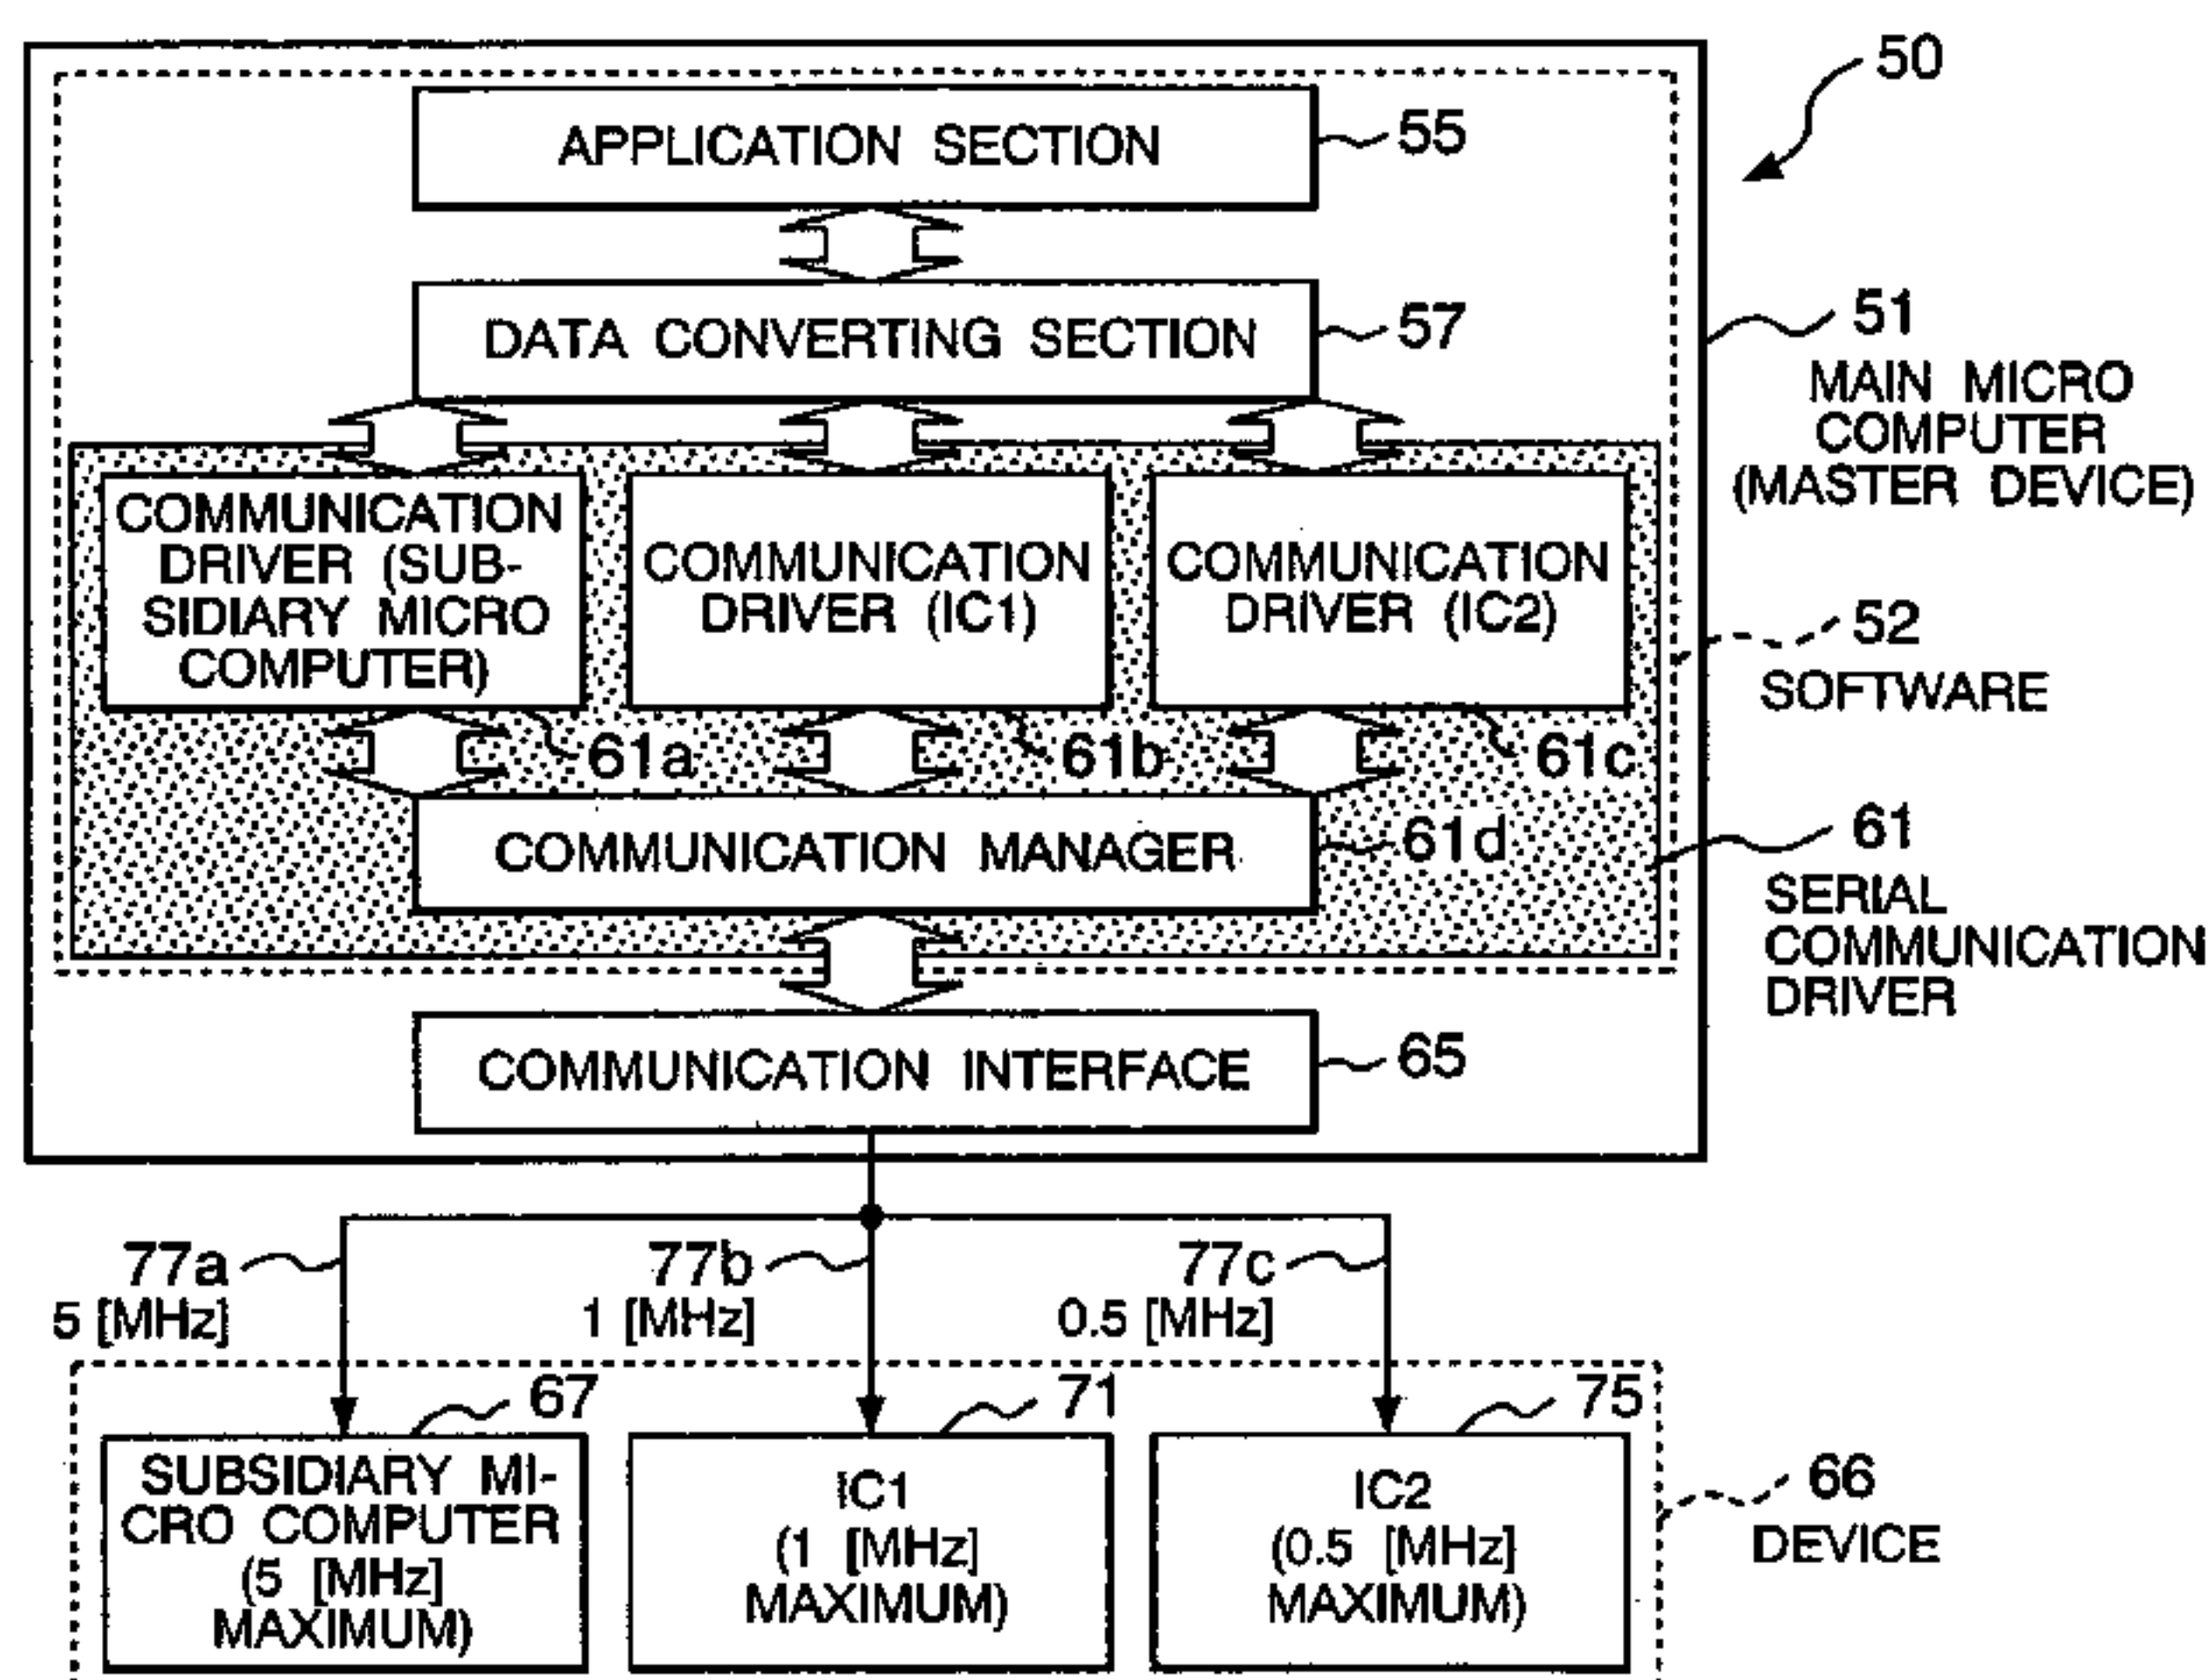 50
APPLICATION SECTION
55
DATA CONVERTING SECTION
57
51
MAIN MICRO
COMPUTER
(MASTER DEVICE)
COMMUNICATION
DRIVER (SUB-
SIDIARY MICRO
COMPUTER)
COMMUNICATION
DRIVER (IC1)
COMMUNICATION
DRIVER (IC2)
52
SOFTWARE
61a
61b
61c
COMMUNICATION MANAGER
61d
61
SERIAL
COMMUNICATION
DRIVER
COMMUNICATION INTERFACE
65
77a
5 [MHz]
77b
1 [MHz]
77c
0.5 [MHz]
67
71
75
SUBSIDIARY MI-
CRO COMPUTER
(5 [MHz]
MAXIMUM)
IC1
(1 [MHz]
MAXIMUM)
IC2
(0.5 [MHz]
MAXIMUM)
66
DEVICE